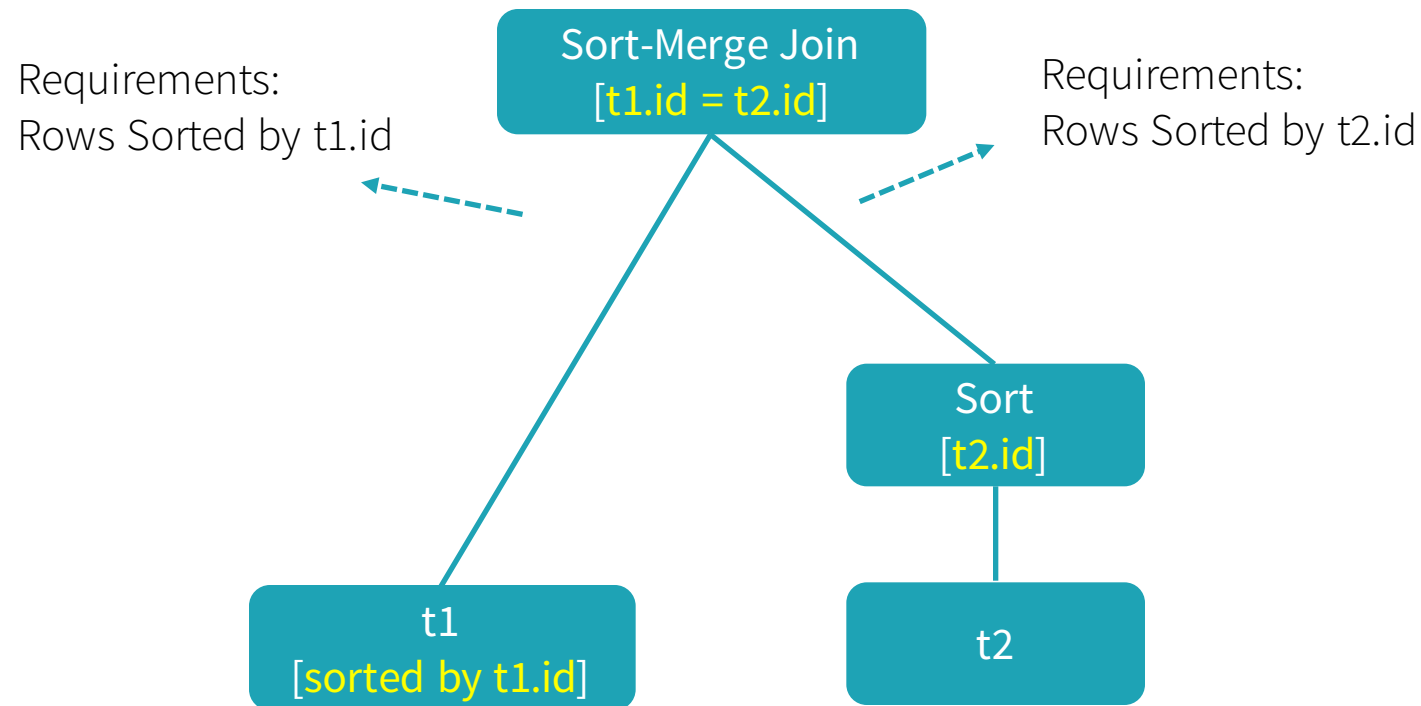 Sort-Merge Join
[t1.id = t2.id]
Requirements:
Rows Sorted by t1.id
Requirements:
Rows Sorted by t2.id
Sort
[t2.id]
t1
[sorted by t1.id]
t2